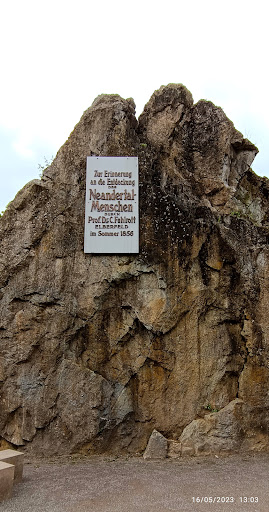 Zur Erinnerung
an die Entdeckung
des
Neandertal-
Menschen
DURCH
Prof. Dr. C. Fuhlrott
ELBERFELD
im Sommer 1856
16/05/2023 13:03